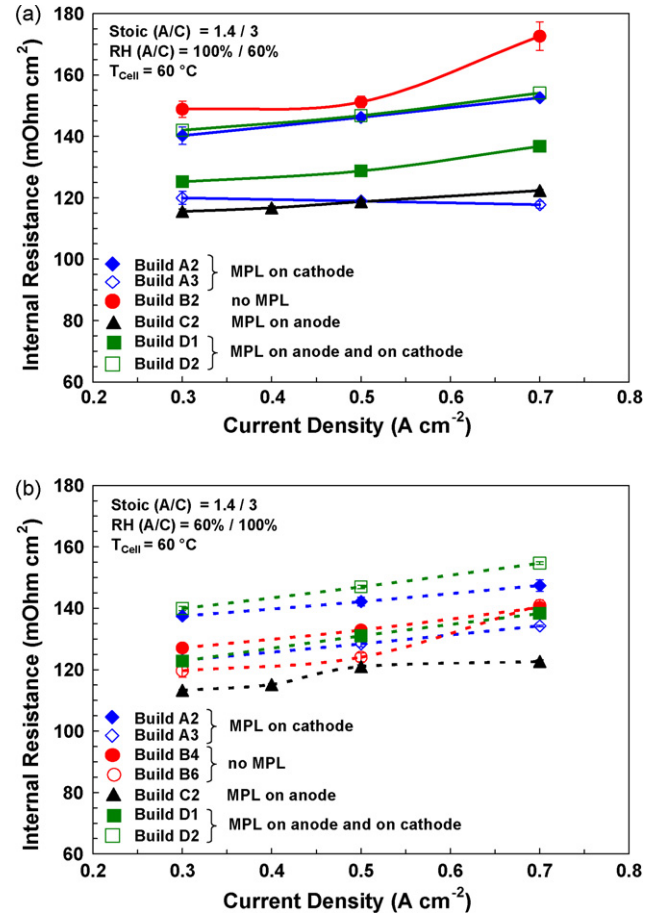 (a)
180
160
140
120
100
80
60
Internal Resistance (mOhm cm²)
Stoic (A/C) = 1.4 / 3
RH (A/C) = 100% / 60%
T_Cell = 60 °C
Build A2
Build A3
MPL on cathode
Build B2 no MPL
Build C2 MPL on anode
Build D1
Build D2
MPL on anode and on cathode
0.2 0.3 0.4 0.5 0.6 0.7 0.8
Current Density (A cm⁻²)
(b)
180
160
140
120
100
80
60
Internal Resistance (mOhm cm²)
Stoic (A/C) = 1.4 / 3
RH (A/C) = 60% / 100%
T_Cell = 60 °C
Build A2
Build A3
MPL on cathode
Build B4
Build B6
no MPL
Build C2 MPL on anode
Build D1
Build D2
MPL on anode and on cathode
0.2 0.3 0.4 0.5 0.6 0.7 0.8
Current Density (A cm⁻²)